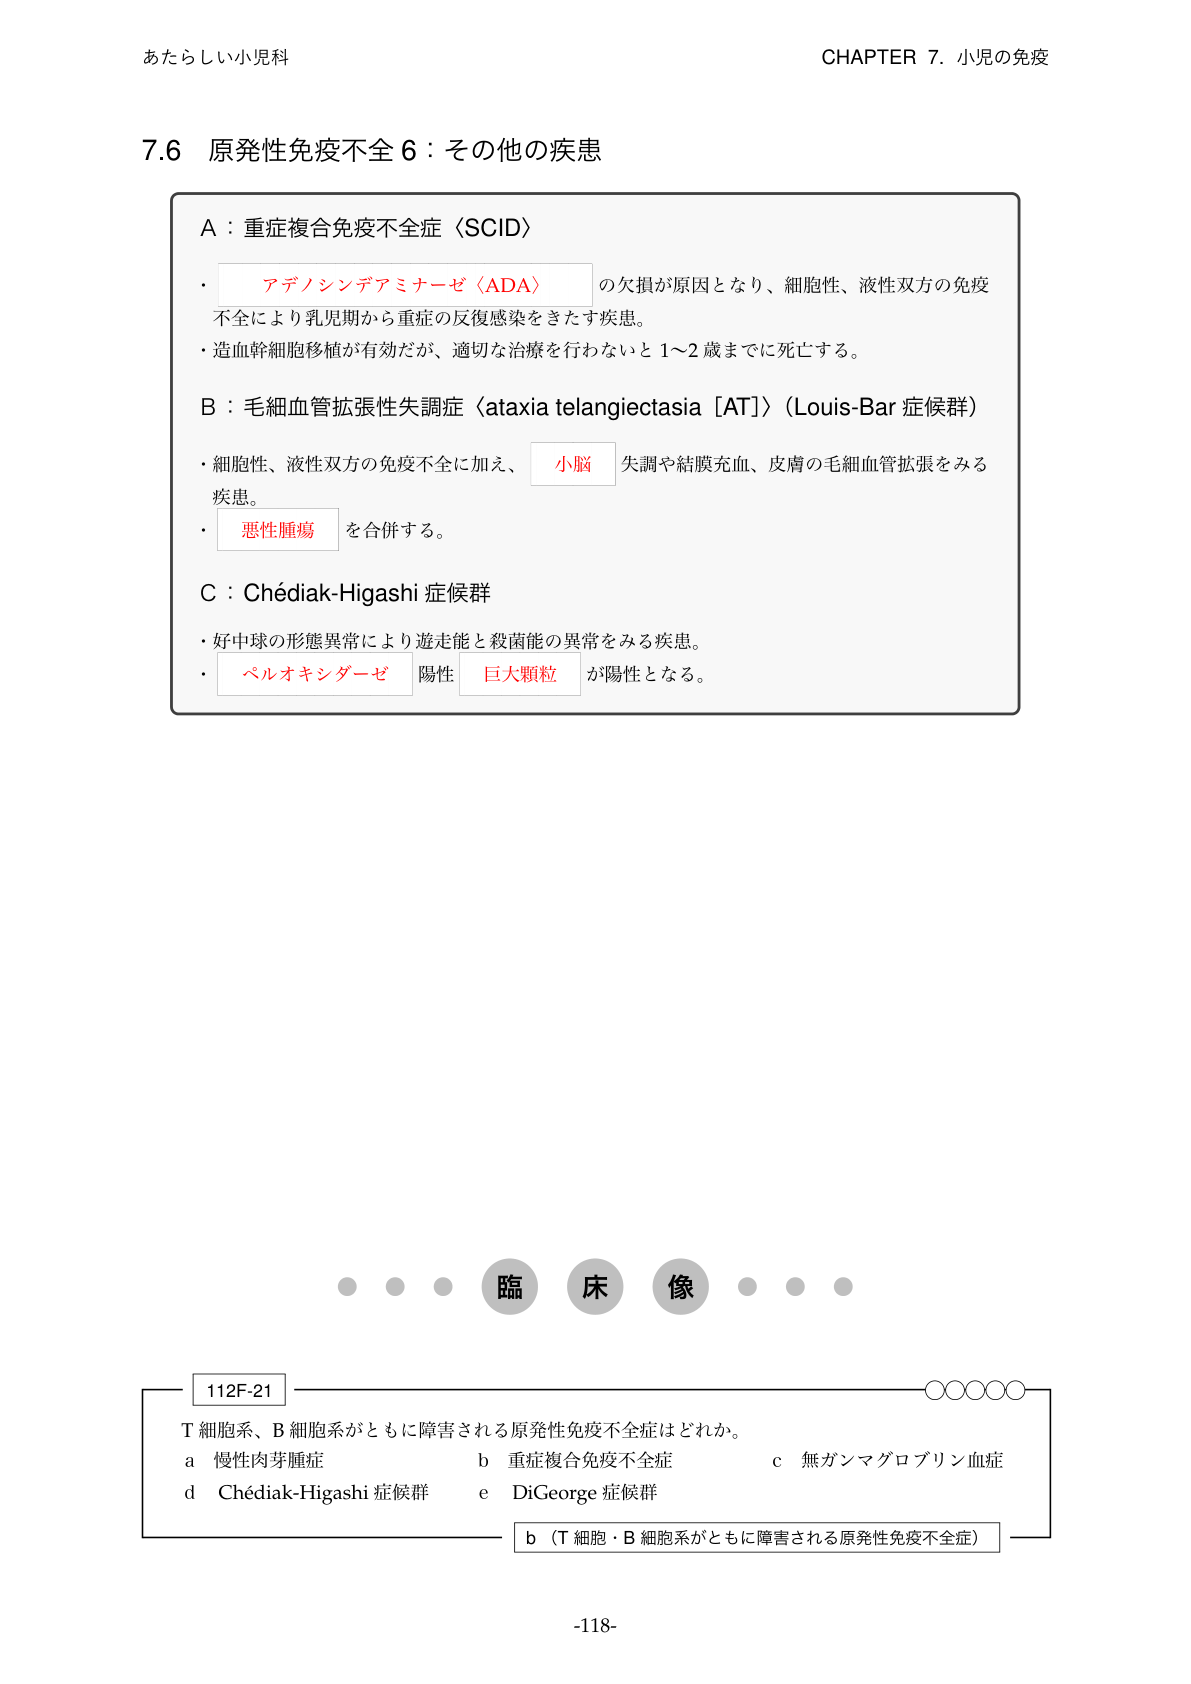 あたらしい小児科
CHAPTER 7. 小児の免疫
7.6 原発性免疫不全 6：その他の疾患
A：重症複合免疫不全症〈SCID〉
・ アデノシンデアミナーゼ〈ADA〉 の欠損が原因となり、細胞性、液性双方の免疫
不全により乳児期から重症の反復感染をきたす疾患。
・造血幹細胞移植が有効だが、適切な治療を行わないと 1〜2 歳までに死亡する。
B：毛細血管拡張性失調症〈ataxia telangiectasia［AT］〉（Louis-Bar 症候群）
・細胞性、液性双方の免疫不全に加え、 小脳 失調や結膜充血、皮膚の毛細血管拡張をみる
疾患。
・ 悪性腫瘍 を合併する。
C：Chédiak-Higashi 症候群
・好中球の形態異常により遊走能と殺菌能の異常をみる疾患。
・ ペルオキシダーゼ 陽性 巨大顆粒 が陽性となる。
臨 床 像
112F-21
T 細胞系、B 細胞系がともに障害される原発性免疫不全症はどれか。
a 慢性肉芽腫症 b 重症複合免疫不全症 c 無ガンマグロブリン血症
d Chédiak-Higashi 症候群 e DiGeorge 症候群
b（T 細胞・B 細胞系がともに障害される原発性免疫不全症）
-118-